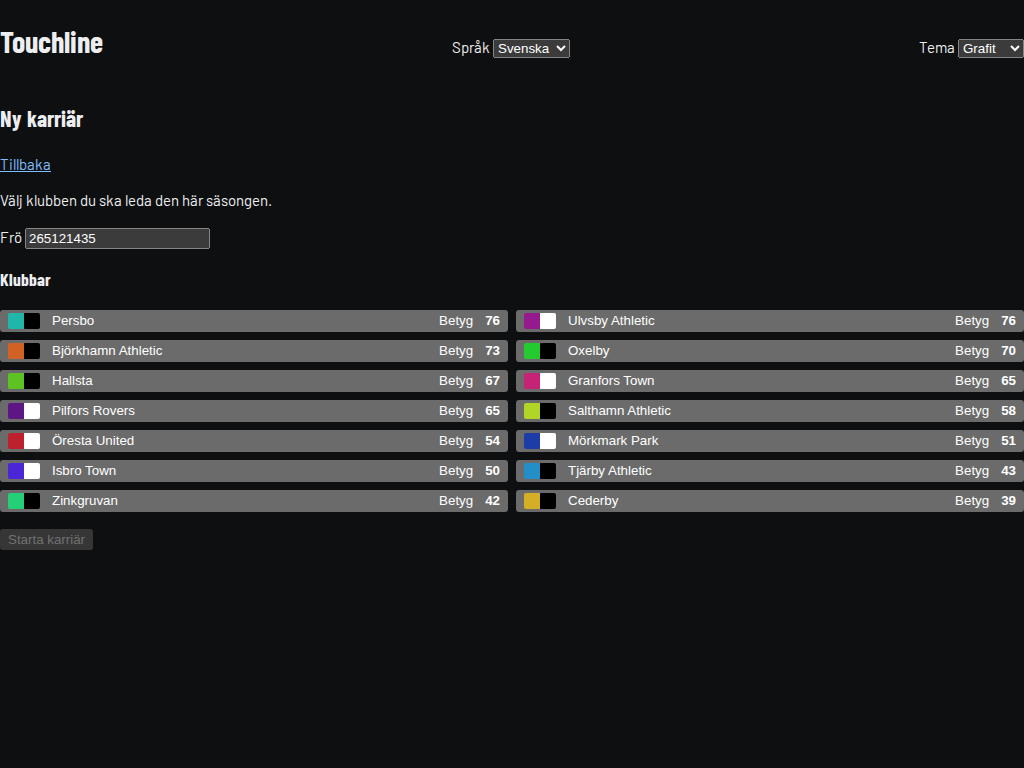 Touchline
Språk Svenska
Tema Grafit
Ny karriär
Tillbaka
Välj klubben du ska leda den här säsongen.
Frö 265121435
Klubbar
Persbo Betyg 76
Ulvsby Athletic Betyg 76
Björkhamn Athletic Betyg 73
Oxelby Betyg 70
Hallsta Betyg 67
Granfors Town Betyg 65
Pilfors Rovers Betyg 65
Salthamn Athletic Betyg 58
Öresta United Betyg 54
Mörkmark Park Betyg 51
Isbro Town Betyg 50
Tjärby Athletic Betyg 43
Zinkgruvan Betyg 42
Cederby Betyg 39
Starta karriär